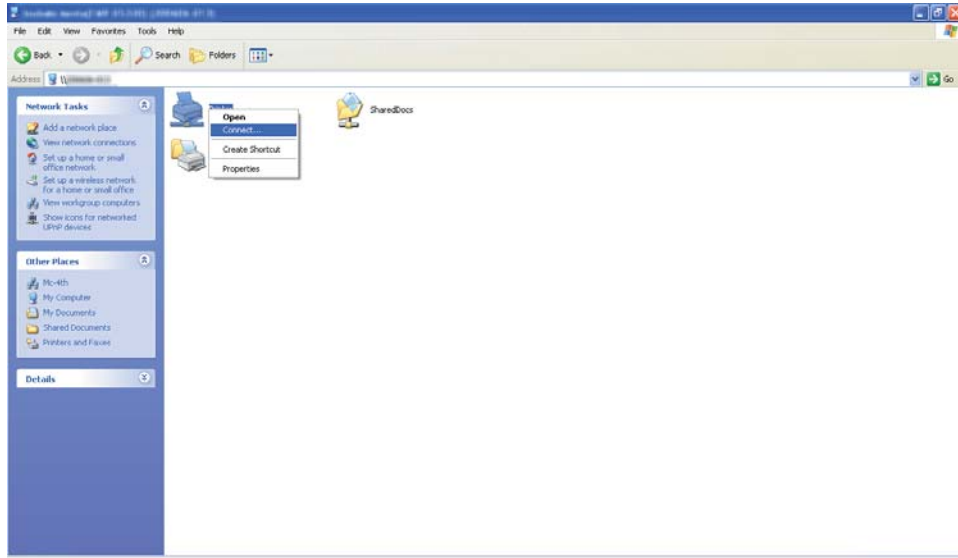 File Edit View Favorites Tools Help
Back Search Folders
Address \\ Go
Network Tasks
Add a network place
View network connections
Set up a home or small
office network
Set up a wireless network
for a home or small office
View workgroup computers
Show icons for networked
UPnP devices
Other Places
Mc-4th
My Computer
My Documents
Shared Documents
Printers and Faxes
Details
Open
Connect...
Create Shortcut
Properties
SharedDocs